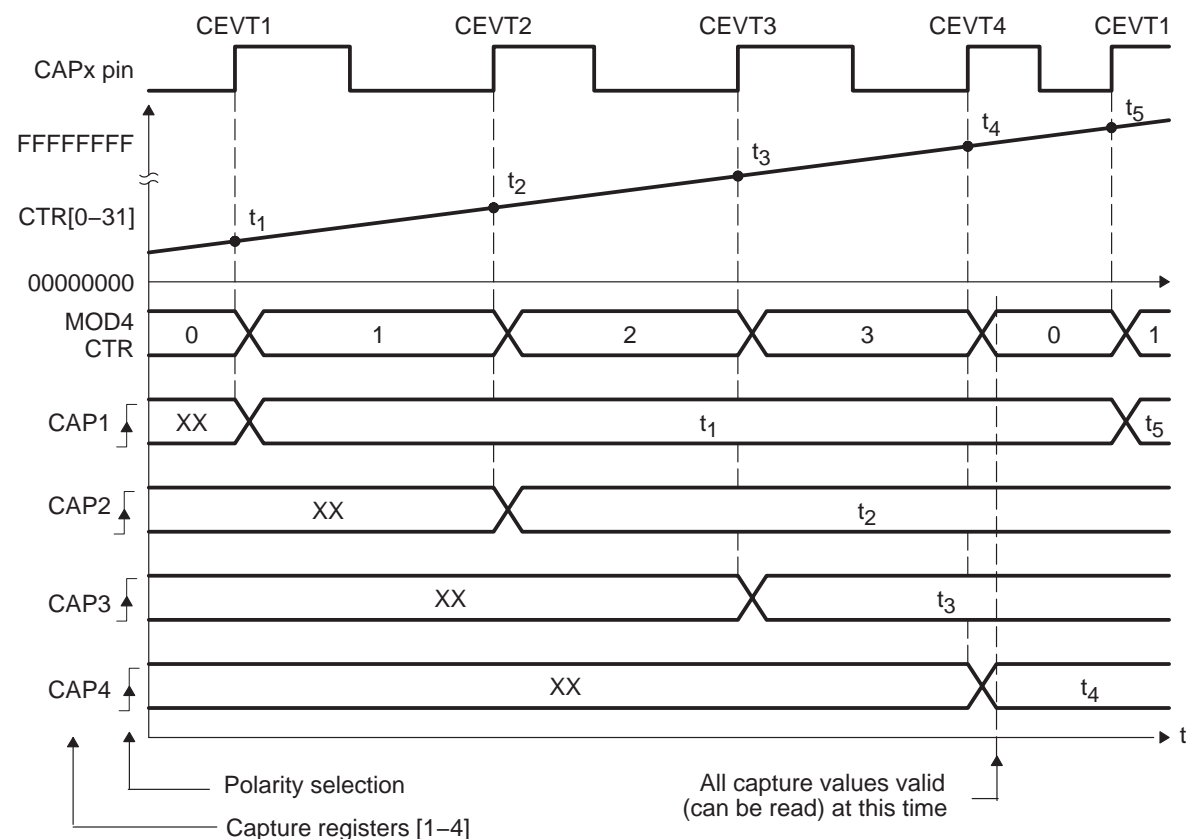 CEVT1 CEVT2 CEVT3 CEVT4 CEVT1
CAPx pin
FFFFFFFF
t5
t4
t3
t2
CTR[0–31]
t1
00000000
MOD4
CTR
0 1 2 3 0 1
CAP1 XX t1 t5
CAP2 XX t2
CAP3 XX t3
CAP4 XX t4
t
Polarity selection
All capture values valid
(can be read) at this time
Capture registers [1–4]